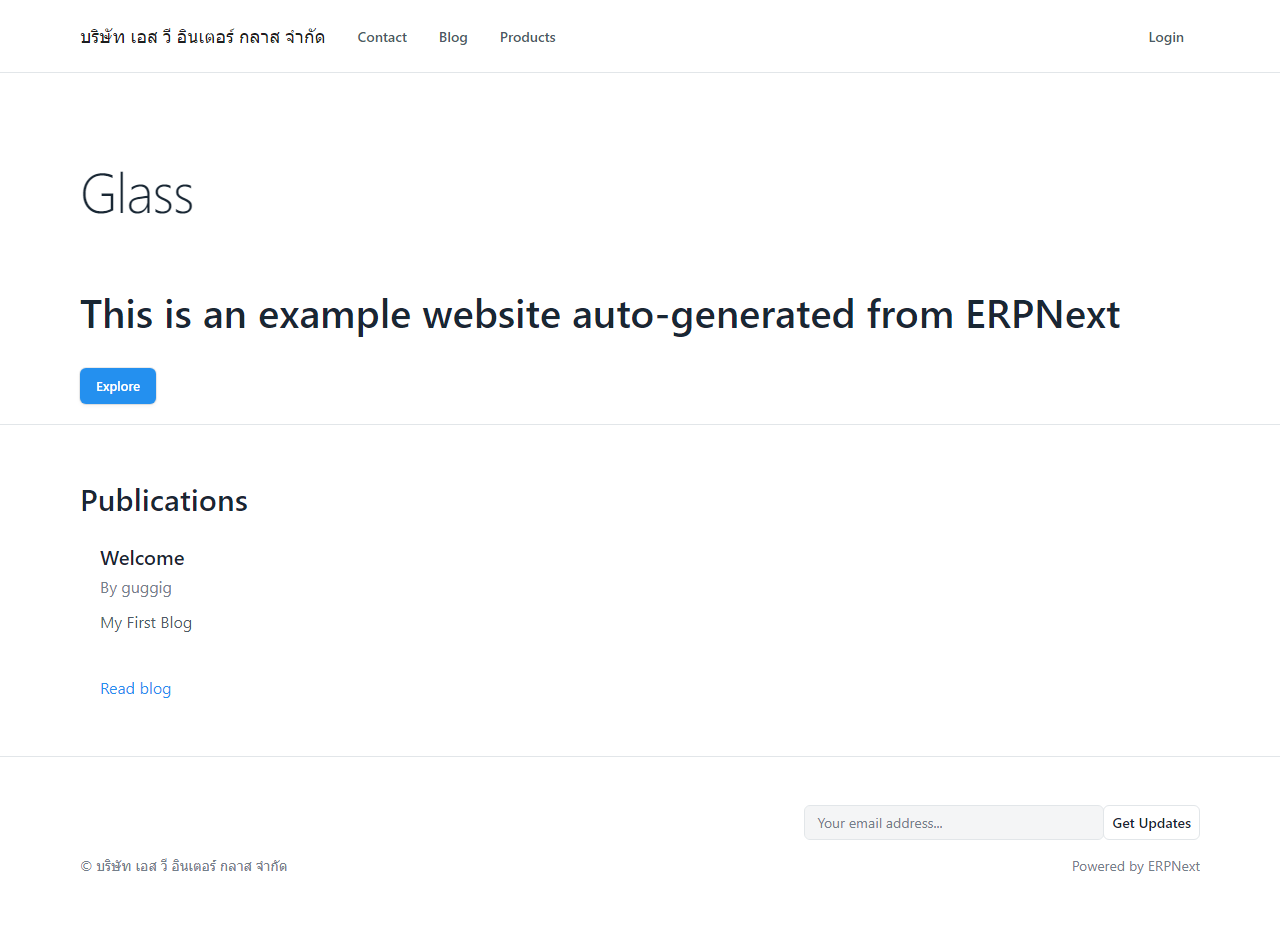 บริษัท เอส วี อินเตอร์ กลาส จำกัด Contact Blog Products Login
Glass
This is an example website auto-generated from ERPNext
Explore
Publications
Welcome
By guggig
My First Blog
Read blog
Your email address... Get Updates
© บริษัท เอส วี อินเตอร์ กลาส จำกัด Powered by ERPNext